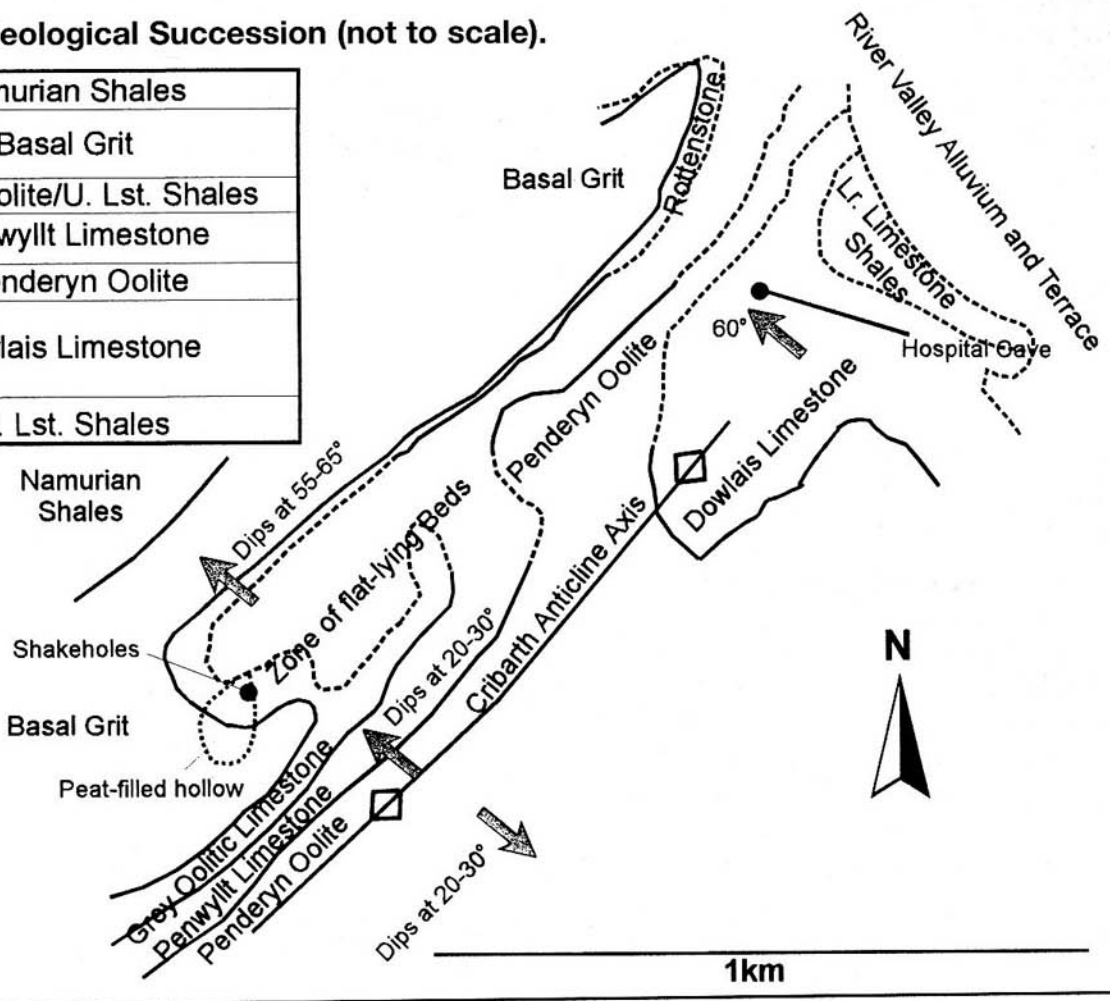 eological Succession (not to scale).
nurian Shales
Basal Grit
olite/U. Lst. Shales
wyllt Limestone
nderyn Oolite
lais Limestone
. Lst. Shales
River Valley Alluvium and Terrace
Rottenstone
Basal Grit
Lr. Limestone
Shales
60°
Hospital Cave
Penderyn Oolite
Dowlais Limestone
Namurian
Shales
Dips at 55-65°
Zone of flat-lying Beds
Cribarth Anticline Axis
Shakeholes
Dips at 20-30°
N
Basal Grit
Peat-filled hollow
Grey Oolitic Limestone
Penwyllt Limestone
Penderyn Oolite
Dips at 20-30°
1km